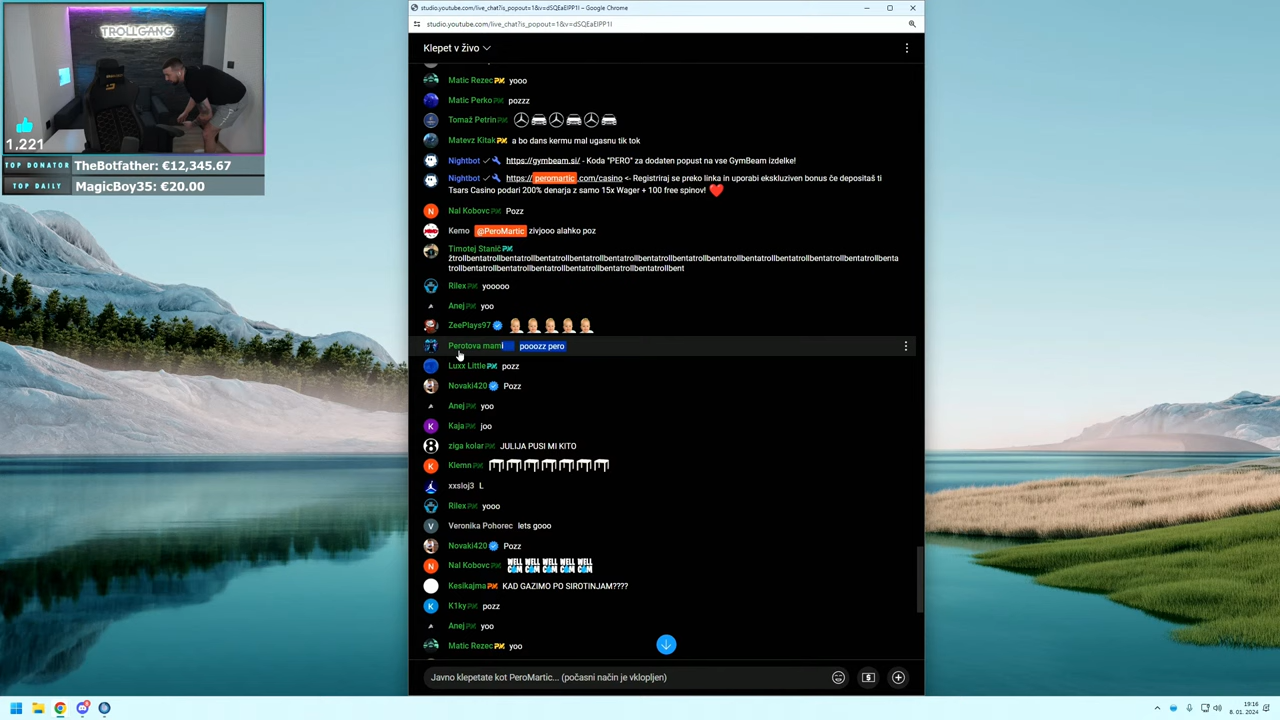 TROLLGANG
1,221
TOP DONATOR TheBotfather: €12,345.67
TOP DAILY MagicBoy35: €20.00
studio.youtube.com/live_chat?is_popout=1&v=dSQEaEIPP1I – Google Chrome
studio.youtube.com/live_chat?is_popout=1&v=dSQEaEIPP1I
Klepet v živo
Matic Rezec yooo
Matic Perko pozzz
Tomaž Petrin
Matevz Kitak a bo dans kermu mal ugasnu tik tok
Nightbot https://gymbeam.si/ - Koda "PERO" za dodaten popust na vse GymBeam izdelke!
Nightbot https://peromartic.com/casino <- Registriraj se preko linka in uporabi ekskluziven bonus če depositaš ti
Tsars Casino podari 200% denarja z samo 15x Wager + 100 free spinov!
Nal Kobovc Pozz
Kemo @PeroMartic zivjooo alahko poz
Timotej Stanič
žtrollbentatrollbentatrollbentatrollbentatrollbentatrollbentatrollbentatrollbentatrollbentatrollbentatrollbentatrollbenta
trollbentatrollbentatrollbentatrollbentatrollbentatrollbent
Rilex yooooo
Anej yoo
ZeePlays97
Perotova mami pooozz pero
Luxx Little pozz
Novaki420 Pozz
Anej yoo
Kaja joo
ziga kolar JULIJA PUSI MI KITO
Klemn
xxsloj3 L
Rilex yooo
Veronika Pohorec lets gooo
Novaki420 Pozz
Nal Kobovc WELLCOM WELLCOM WELLCOM WELLCOM WELLCOM
Kesikajma KAD GAZIMO PO SIROTINJAM????
K1ky pozz
Anej yoo
Matic Rezec yoo
Javno klepetate kot PeroMartic... (počasni način je vklopljen)
19:16
8. 01. 2024